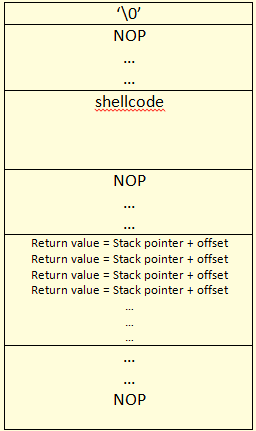 ‘\0’
NOP
...
...
shellcode
NOP
...
...
Return value = Stack pointer + offset
Return value = Stack pointer + offset
Return value = Stack pointer + offset
Return value = Stack pointer + offset
...
...
...
...
...
NOP